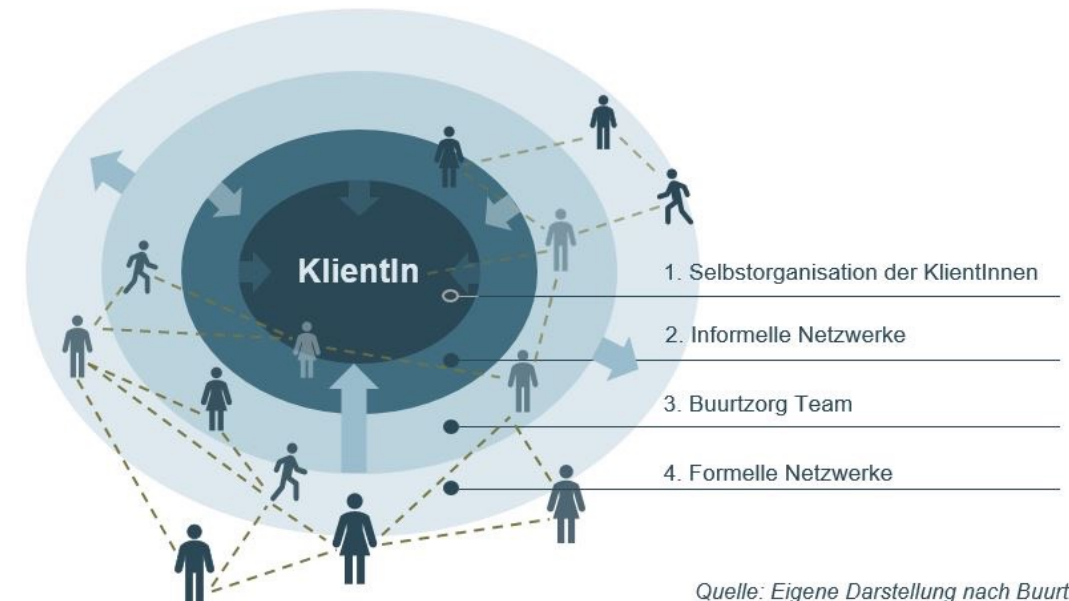 KlientIn
1. Selbstorganisation der KlientInnen
2. Informelle Netzwerke
3. Buurtzorg Team
4. Formelle Netzwerke
Quelle: Eigene Darstellung nach Buurt